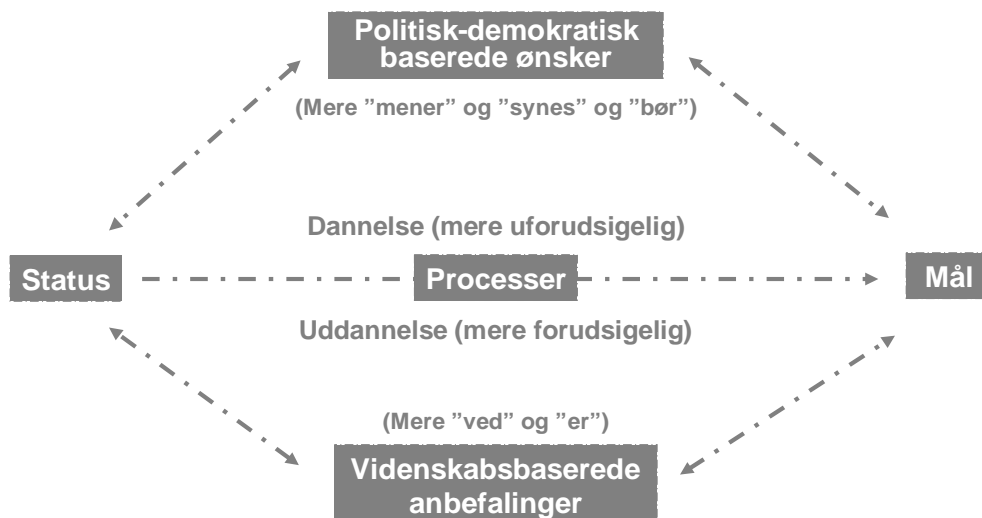 Politisk-demokratisk
baserede ønsker
(Mere ”mener” og ”synes” og ”bør”)
Dannelse (mere uforudsigelig)
Status
Processer
Mål
Uddannelse (mere forudsigelig)
(Mere ”ved” og ”er”)
Videnskabsbaserede
anbefalinger